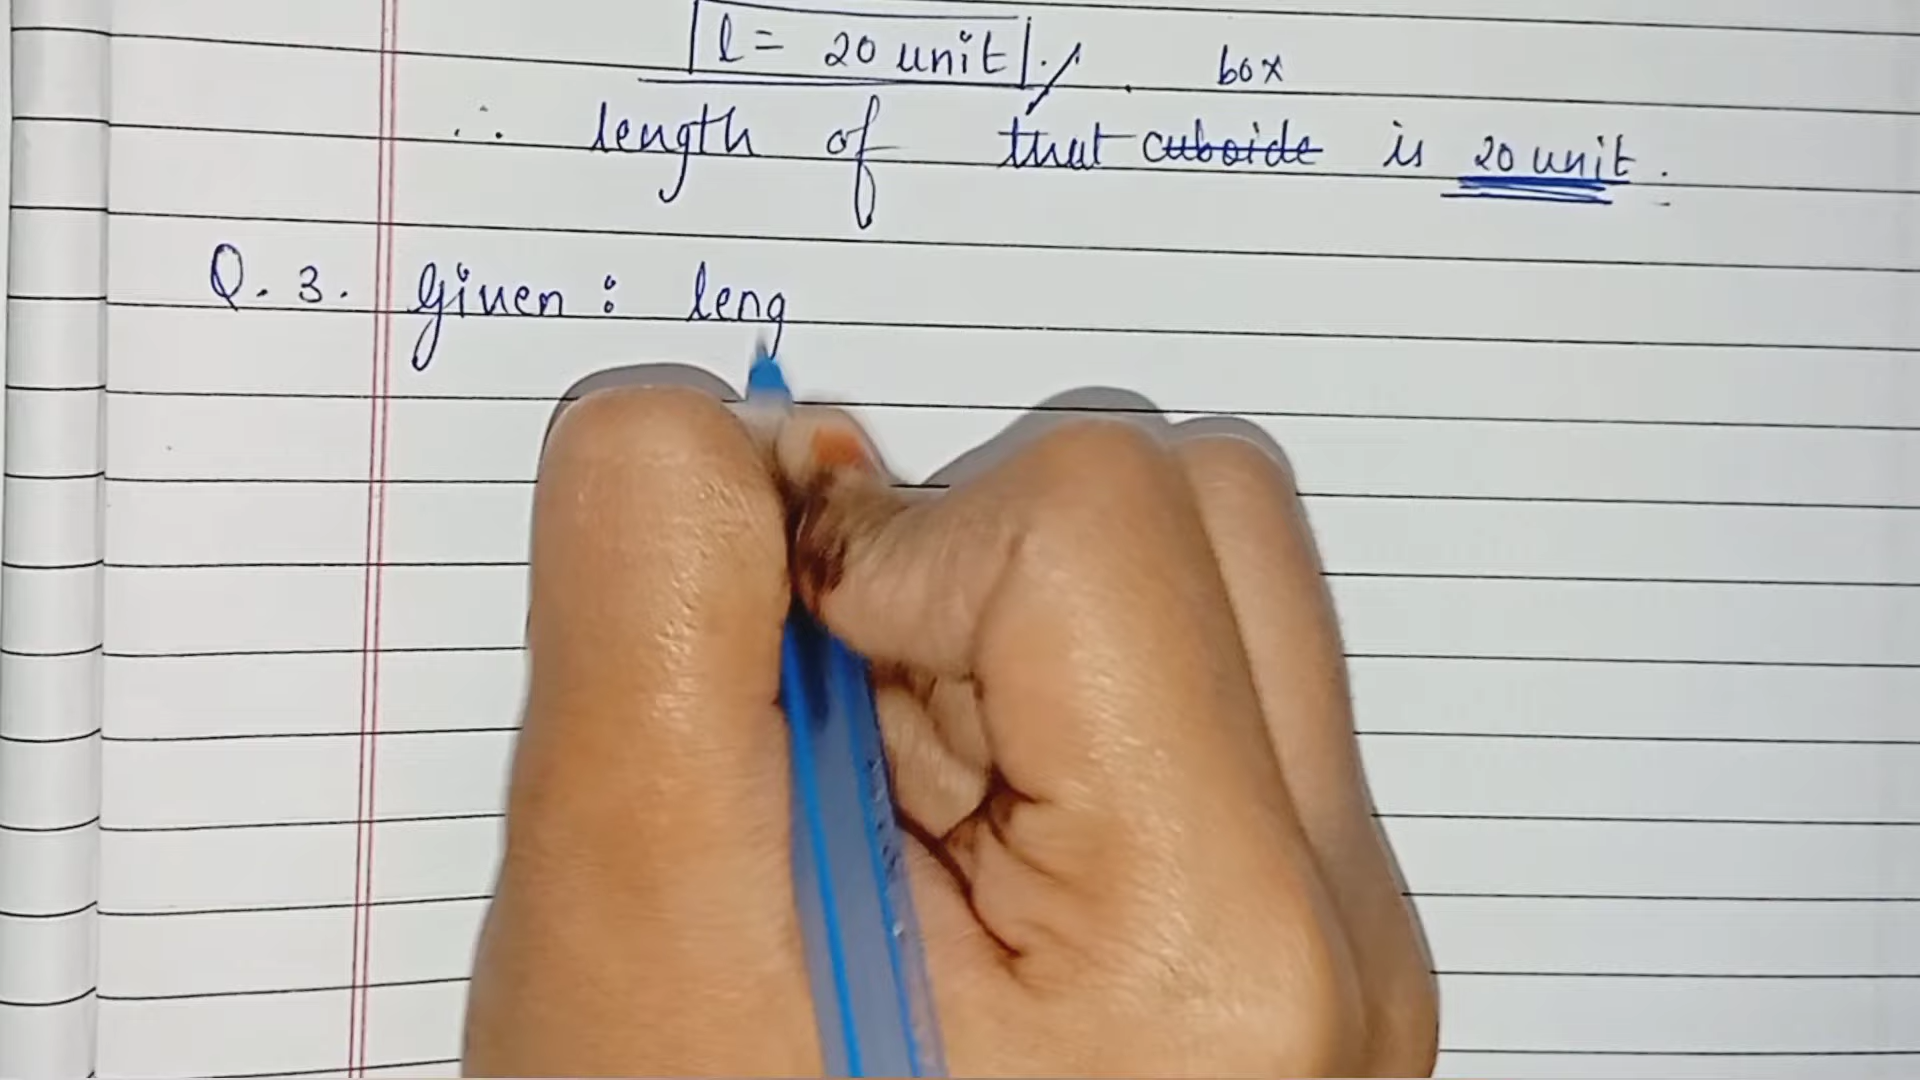 l = 20 unit.
box
∴ length of that cuboide is 20 unit.
Q. 3. Given : leng